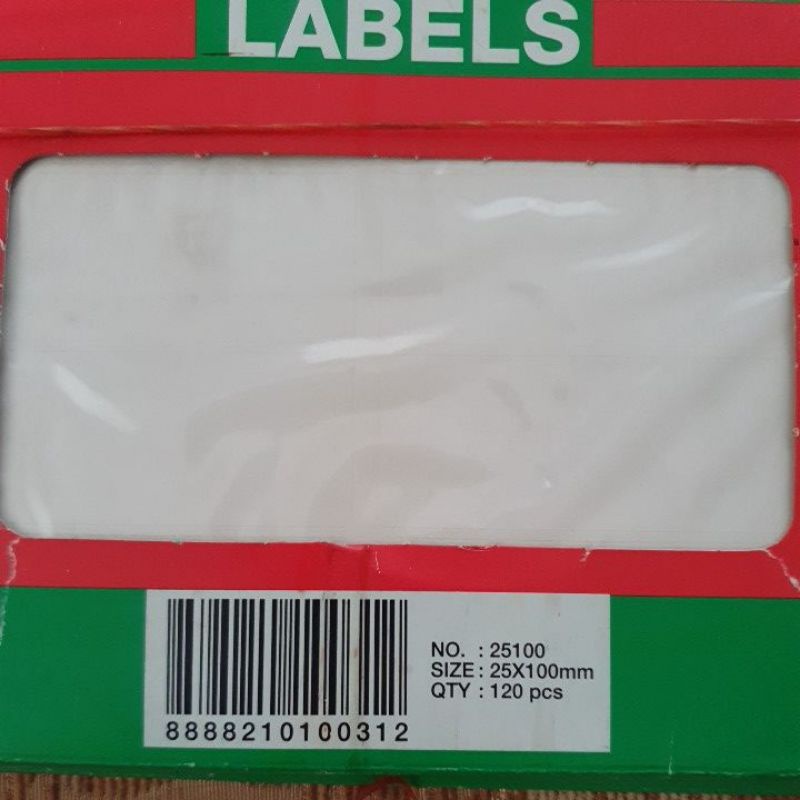 LABELS
NO. : 25100
SIZE : 25X100mm
QTY : 120 pcs
8888210100312